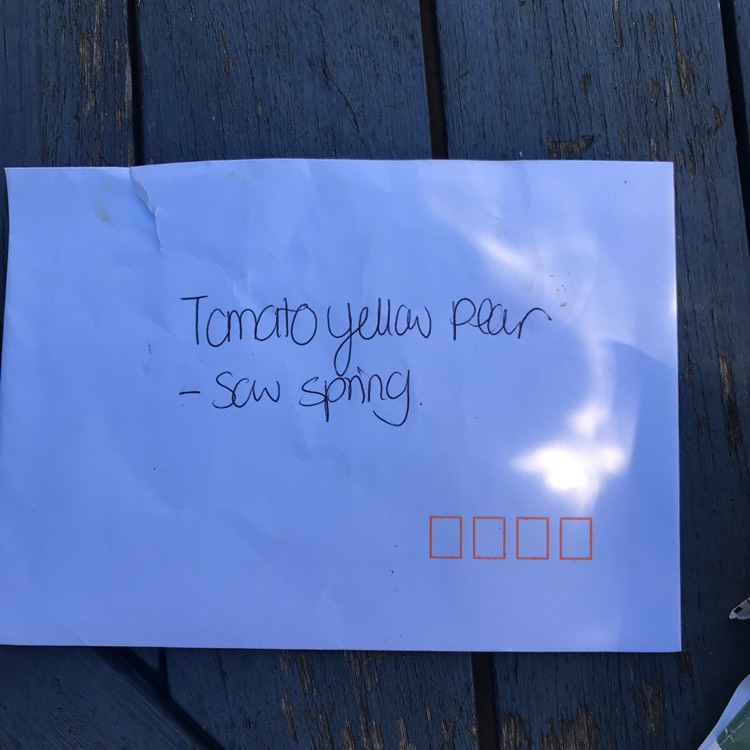 Tomato yellow pear
- Sow spring.